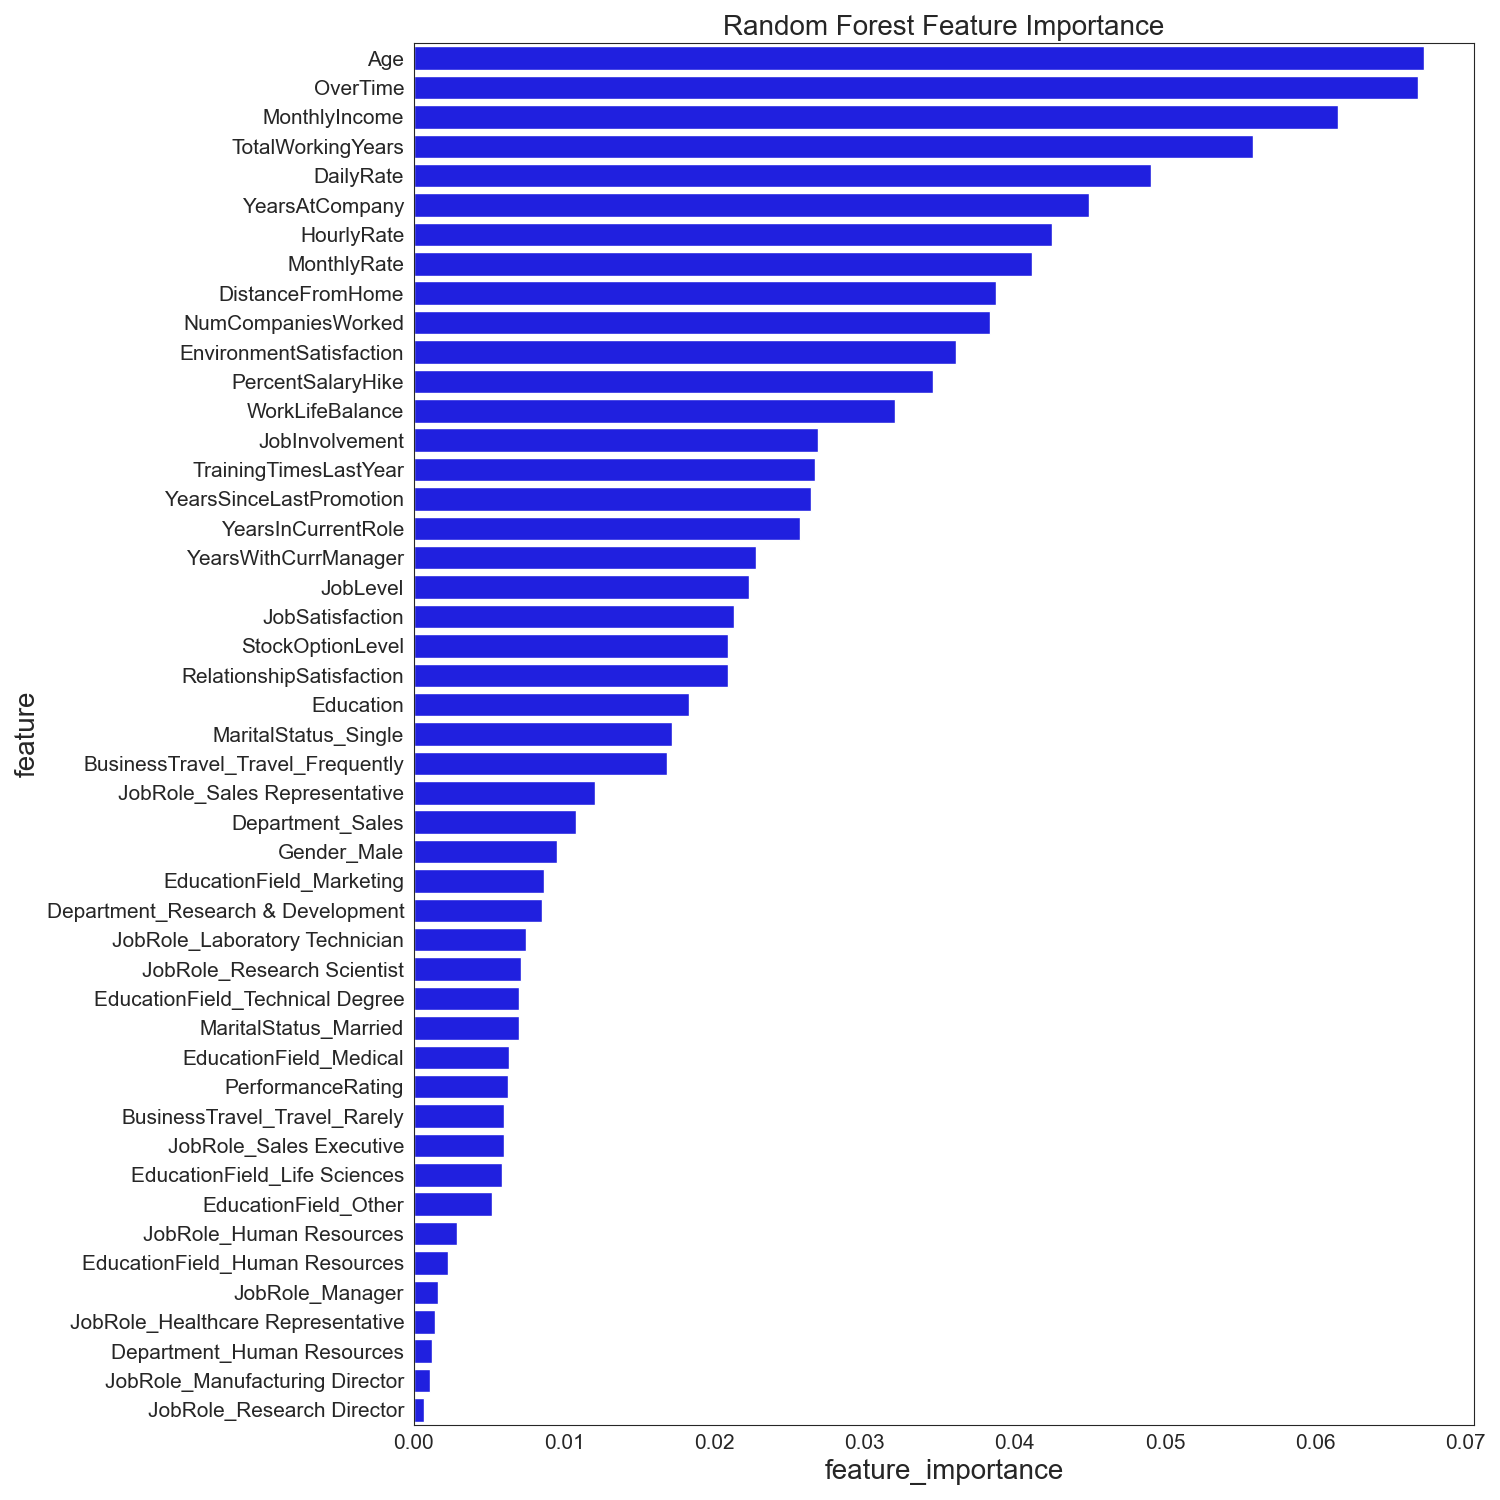 Random Forest Feature Importance
Age
OverTime
MonthlyIncome
TotalWorkingYears
DailyRate
YearsAtCompany
HourlyRate
MonthlyRate
DistanceFromHome
NumCompaniesWorked
EnvironmentSatisfaction
PercentSalaryHike
WorkLifeBalance
JobInvolvement
TrainingTimesLastYear
YearsSinceLastPromotion
YearsInCurrentRole
YearsWithCurrManager
JobLevel
JobSatisfaction
StockOptionLevel
RelationshipSatisfaction
Education
MaritalStatus_Single
BusinessTravel_Travel_Frequently
JobRole_Sales Representative
Department_Sales
Gender_Male
EducationField_Marketing
Department_Research & Development
JobRole_Laboratory Technician
JobRole_Research Scientist
EducationField_Technical Degree
MaritalStatus_Married
EducationField_Medical
PerformanceRating
BusinessTravel_Travel_Rarely
JobRole_Sales Executive
EducationField_Life Sciences
EducationField_Other
JobRole_Human Resources
EducationField_Human Resources
JobRole_Manager
JobRole_Healthcare Representative
Department_Human Resources
JobRole_Manufacturing Director
JobRole_Research Director
feature
0.00 0.01 0.02 0.03 0.04 0.05 0.06 0.07
feature_importance